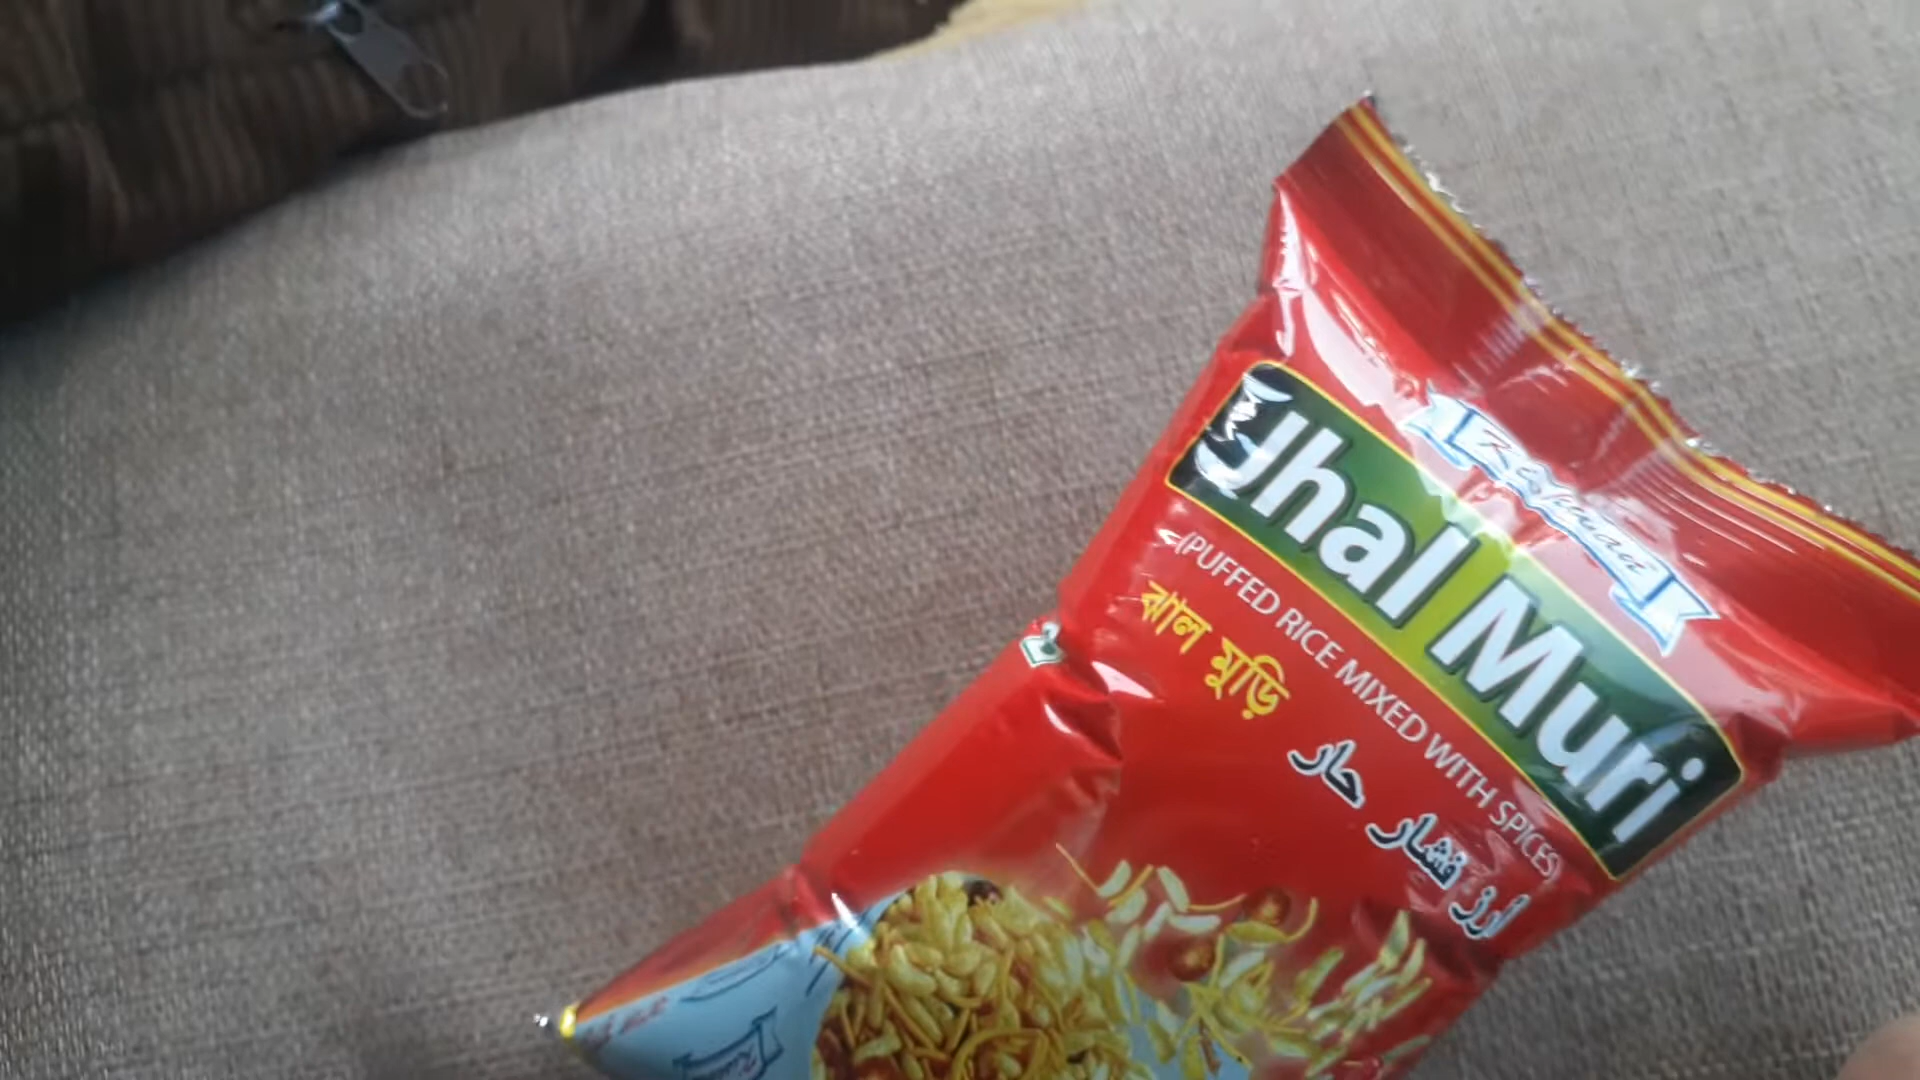 Jhal Muri
(PUFFED RICE MIXED WITH SPICES)
ঝাল মুড়ি
أرز فشار حار